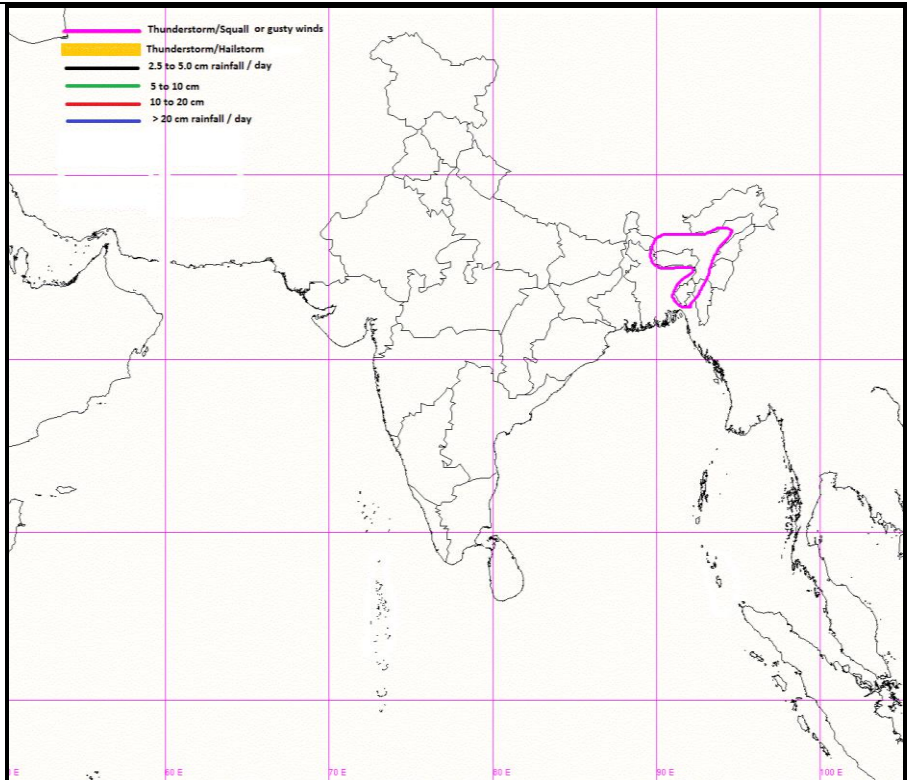 Thunderstorm/Squall or gusty winds
Thunderstorm/Hailstorm
2.5 to 5.0 cm rainfall / day
5 to 10 cm
10 to 20 cm
> 20 cm rainfall / day
E
60 E
70 E
80 E
90 E
100 E